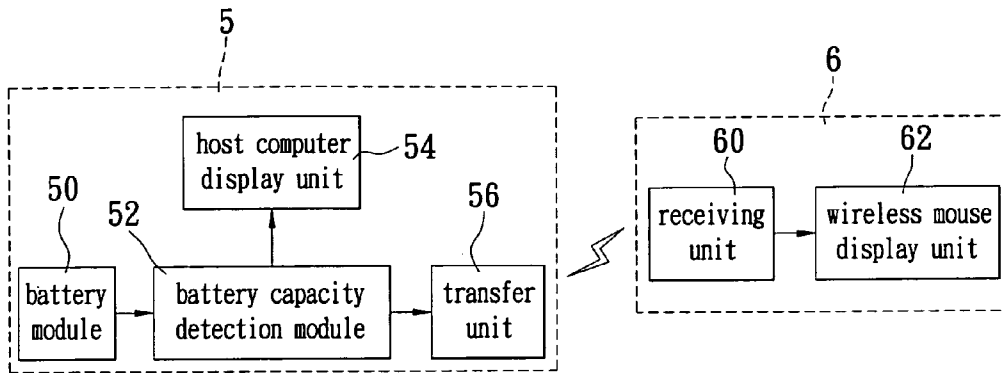 5
6
host computer
display unit
54
60
62
50
52
56
receiving
unit
wireless mouse
display unit
battery
module
battery capacity
detection module
transfer
unit